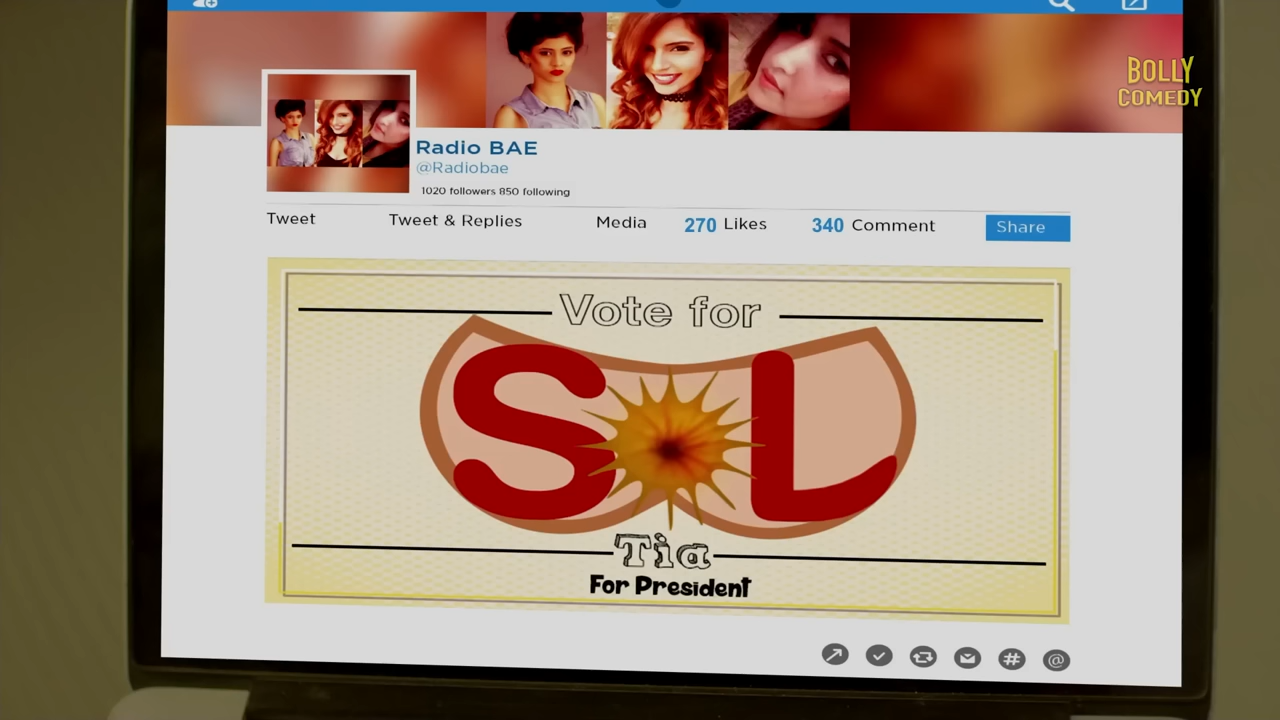 BOLLY
COMEDY
Radio BAE
@Radiobae
1020 followers 850 following
Tweet Tweet & Replies Media 270 Likes 340 Comment Share
Vote for
S L
Tia
For President